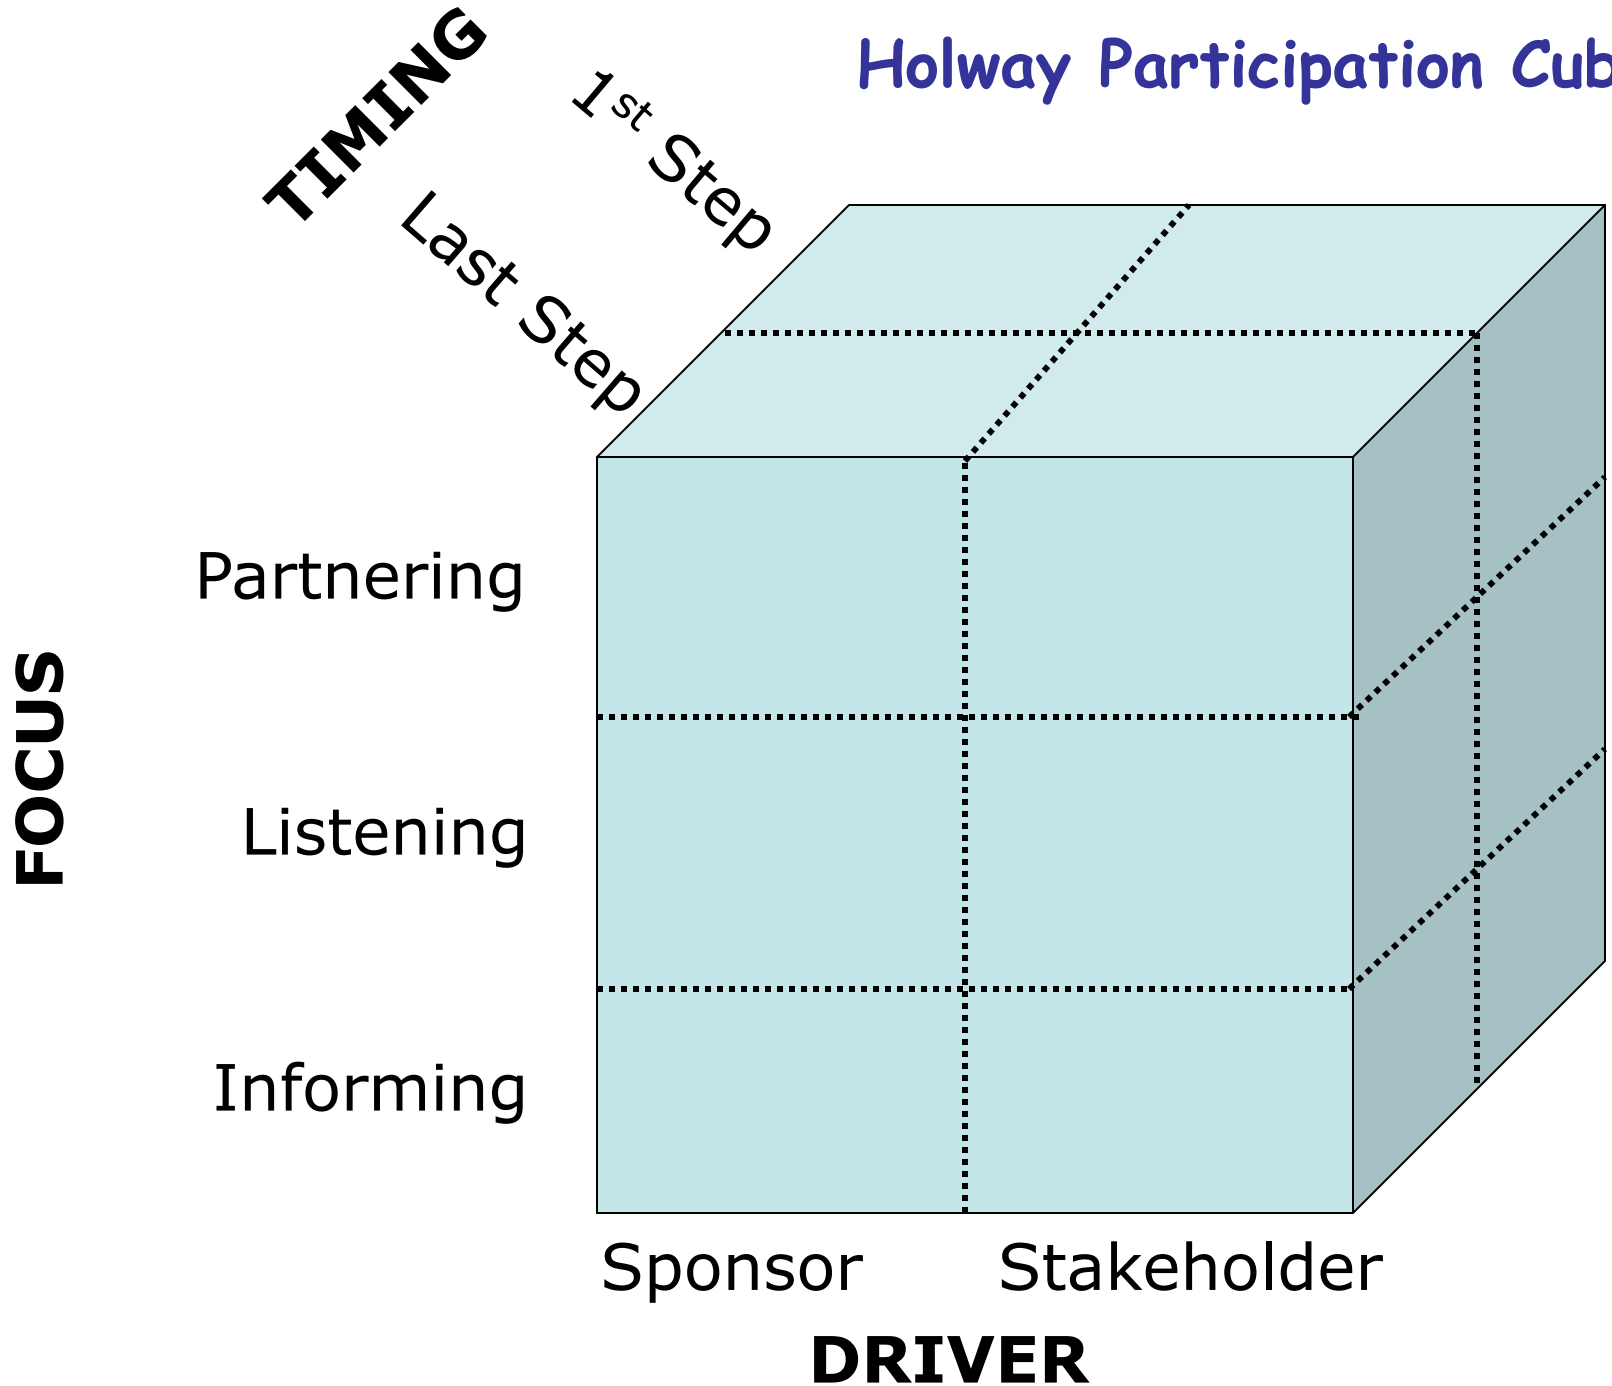 Holway Participation Cub
TIMING
1st Step
Last Step
FOCUS
Partnering
Listening
Informing
Sponsor
Stakeholder
DRIVER